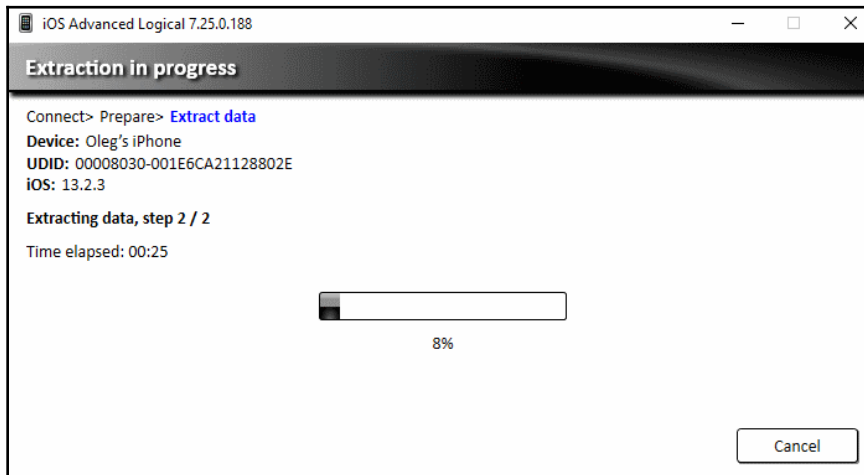 iOS Advanced Logical 7.25.0.188
Extraction in progress
Connect> Prepare> Extract data
Device: Oleg's iPhone
UDID: 00008030-001E6CA21128802E
iOS: 13.2.3
Extracting data, step 2 / 2
Time elapsed: 00:25
8%
Cancel